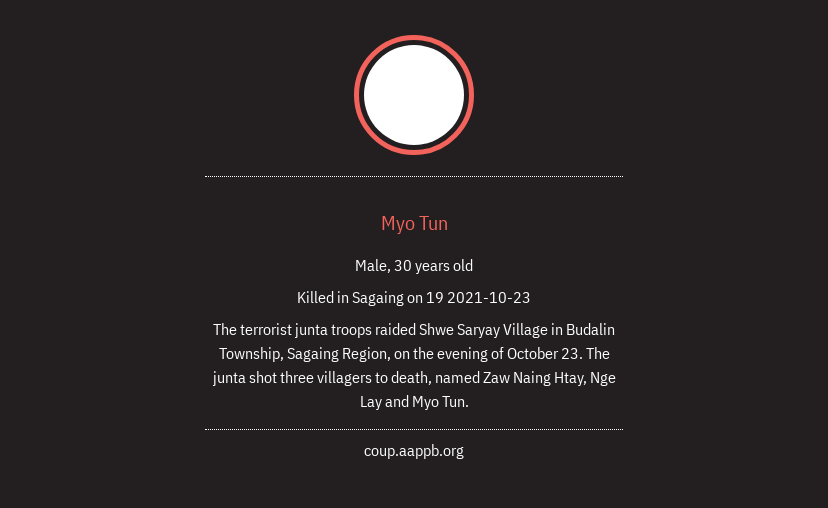 Myo Tun
Male, 30 years old
Killed in Sagaing on 19 2021-10-23
The terrorist junta troops raided Shwe Saryay Village in Budalin
Township, Sagaing Region, on the evening of October 23. The
junta shot three villagers to death, named Zaw Naing Htay, Nge
Lay and Myo Tun.
coup.aappb.org